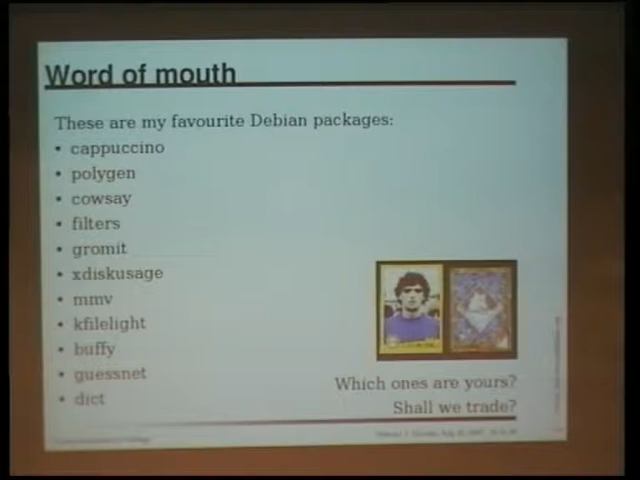 Word of mouth
These are my favourite Debian packages:
• cappuccino
• polygen
• cowsay
• filters
• gromit
• xdiskusage
• mmv
• kfilelight
• buffy
• guessnet
• dict
Which ones are yours?
Shall we trade?